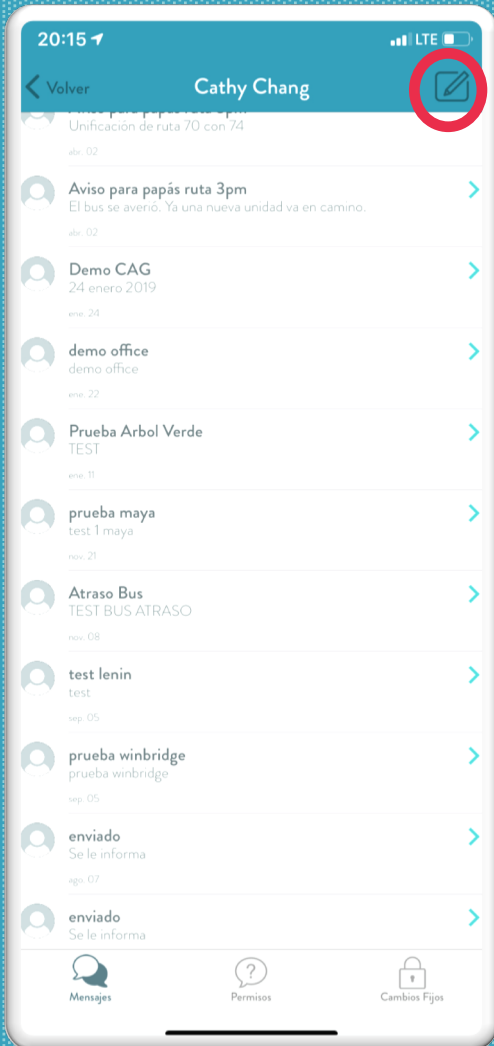 20:15
LTE
Volver
Cathy Chang
Unificación de ruta 70 con 74
abr. 02
Aviso para papás ruta 3pm
El bus se averió. Ya una nueva unidad va en camino.
abr. 02
Demo CAG
24 enero 2019
ene. 24
demo office
demo office
ene. 22
Prueba Arbol Verde
TEST
ene. 11
prueba maya
test 1 maya
nov. 21
Atraso Bus
TEST BUS ATRASO
nov. 08
test lenin
test
sep. 05
prueba winbridge
prueba winbridge
sep. 05
enviado
Se le informa
ago. 07
enviado
Se le informa
?
Mensajes
Permisos
Cambios Fijos